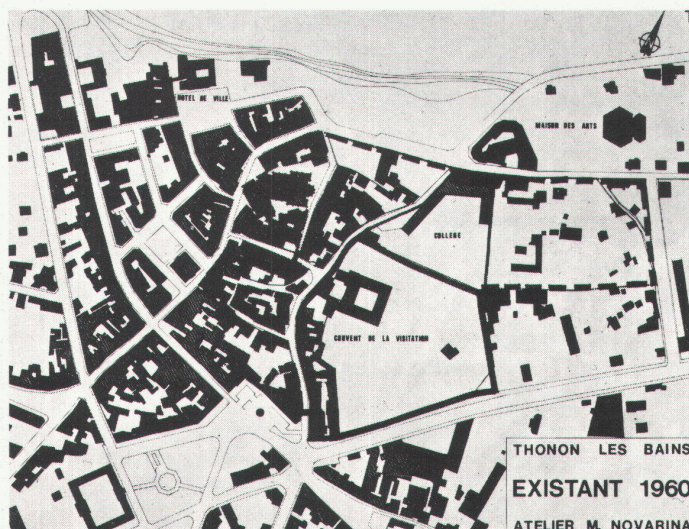 HOTEL DE VILLE
MAISON DES ARTS
COLLEGE
COUVENT DE LA VISITATION
THONON LES BAINS
EXISTANT 1960
ATELIER M. NOVARINA